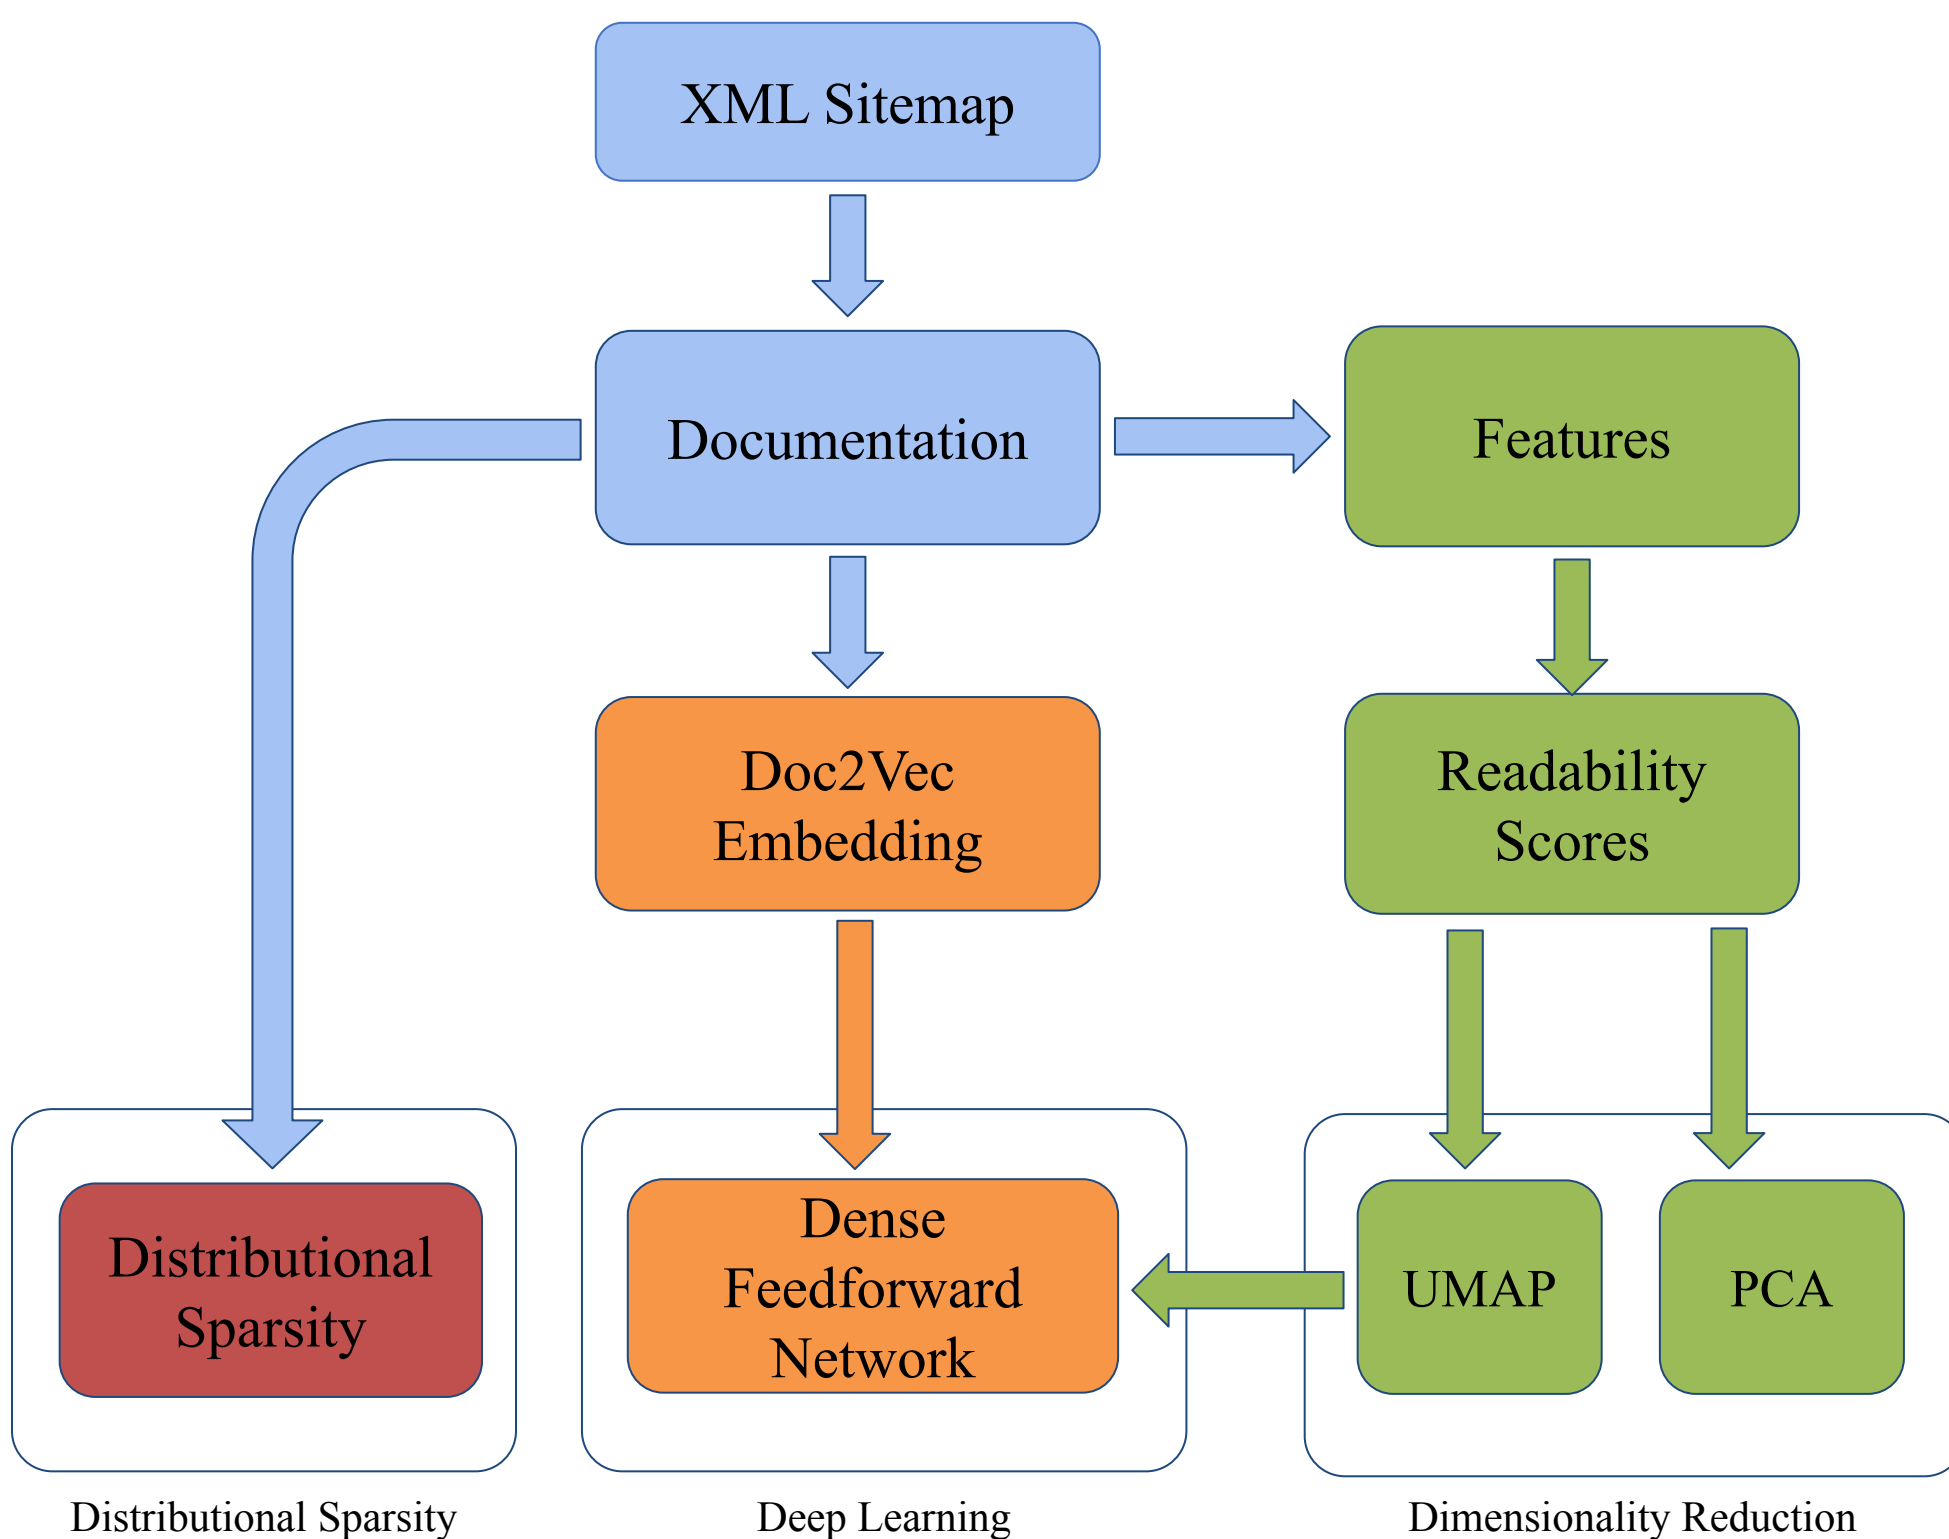 XML Sitemap
Documentation
Features
Doc2Vec
Embedding
Readability
Scores
Distributional
Sparsity
Dense
Feedforward
Network
UMAP
PCA
Distributional Sparsity
Deep Learning
Dimensionality Reduction